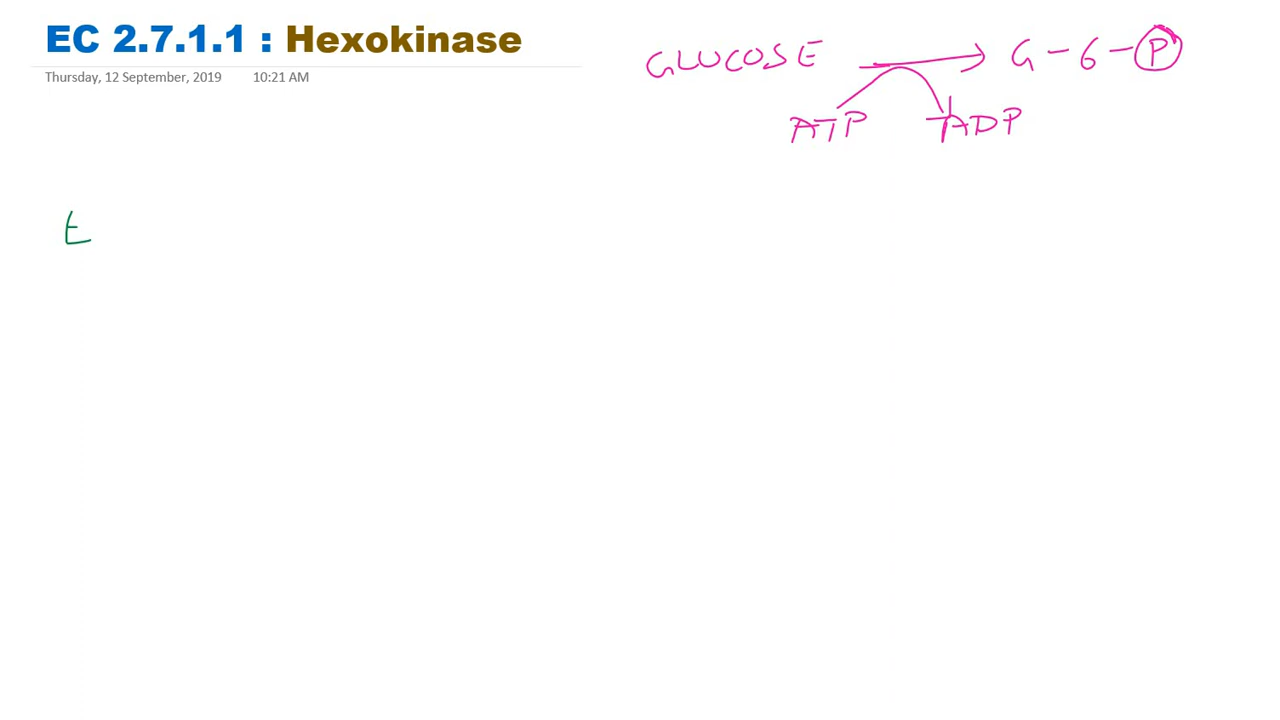 EC 2.7.1.1 : Hexokinase
Thursday, 12 September, 2019 10:21 AM
GLUCOSE → G-6-P
ATP ADP
E